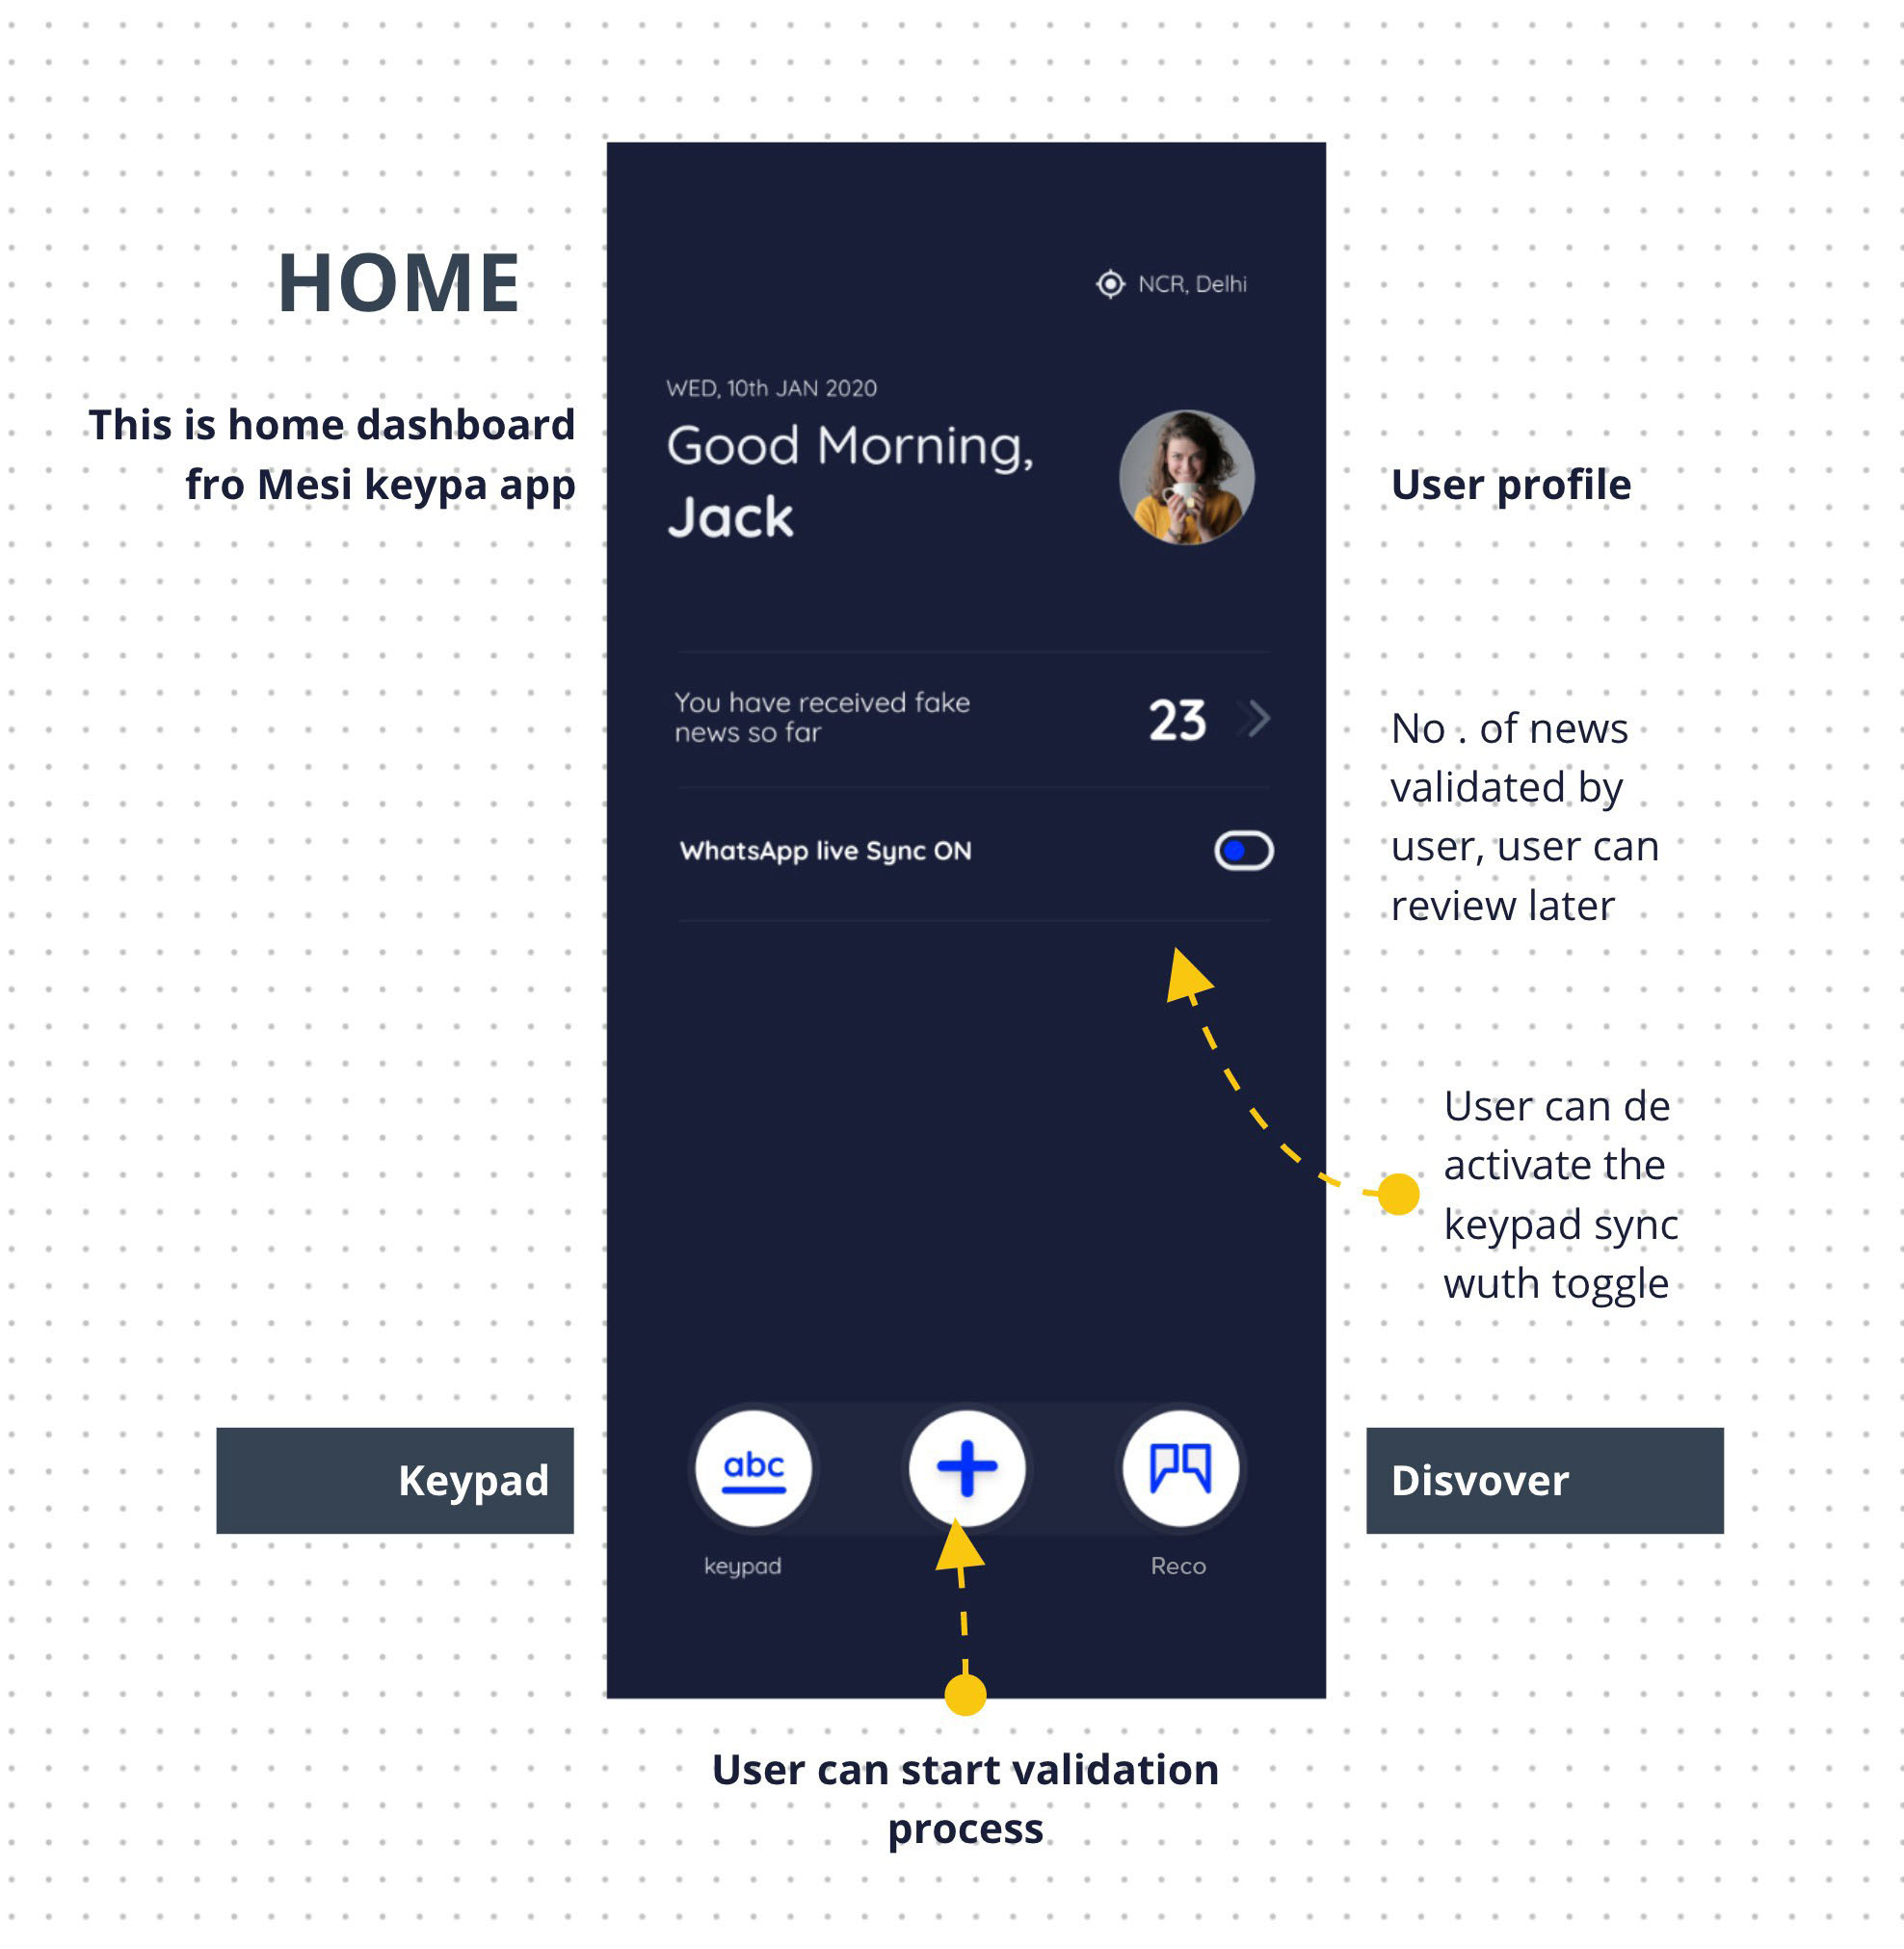 HOME
This is home dashboard
fro Mesi keypa app
NCR, Delhi
WED, 10th JAN 2020
Good Morning,
Jack
User profile
You have received fake
news so far
23
No . of news
validated by
user, user can
review later
WhatsApp live Sync ON
User can de
activate the
keypad sync
wuth toggle
Keypad
abc
Disvover
keypad
Reco
User can start validation
process